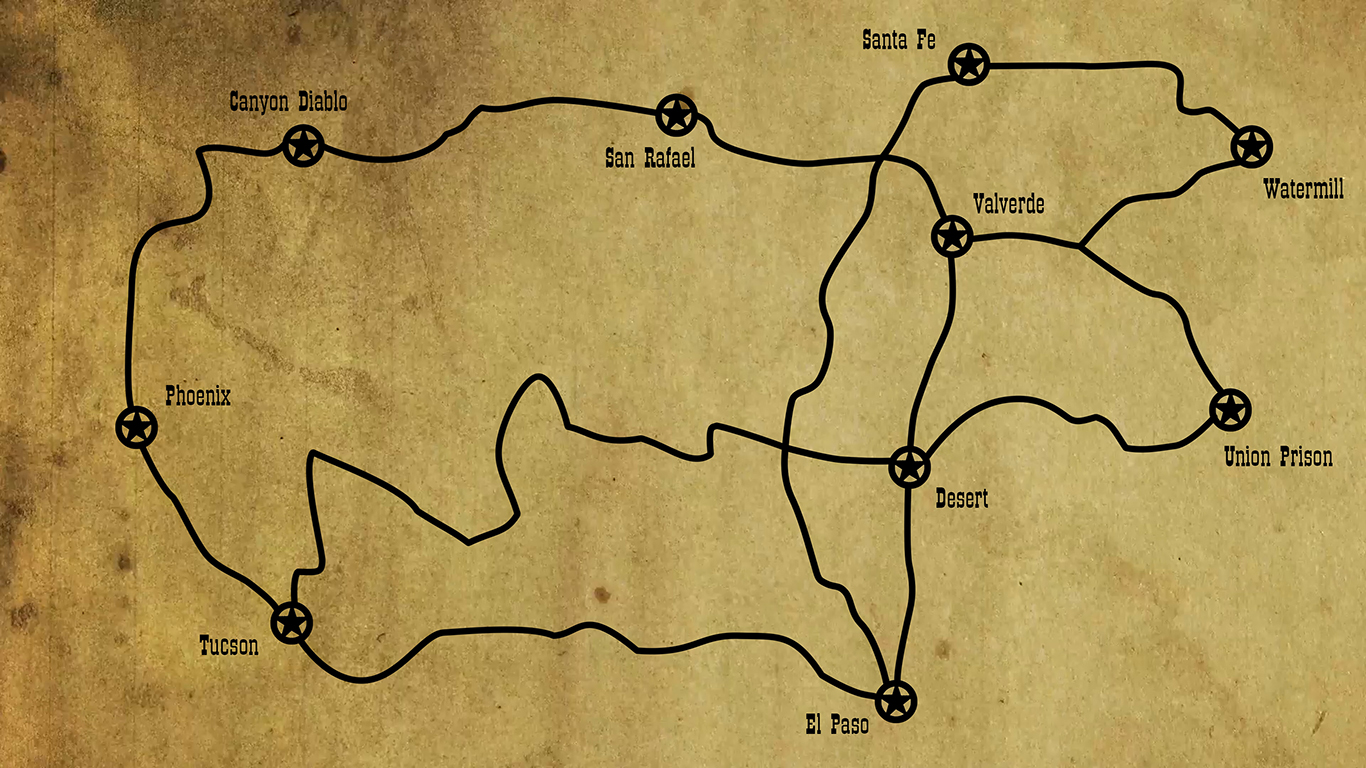 Santa Fe
Canyon Diablo
San Rafael
Watermill
Valverde
Phoenix
Union Prison
Desert
Tucson
El Paso